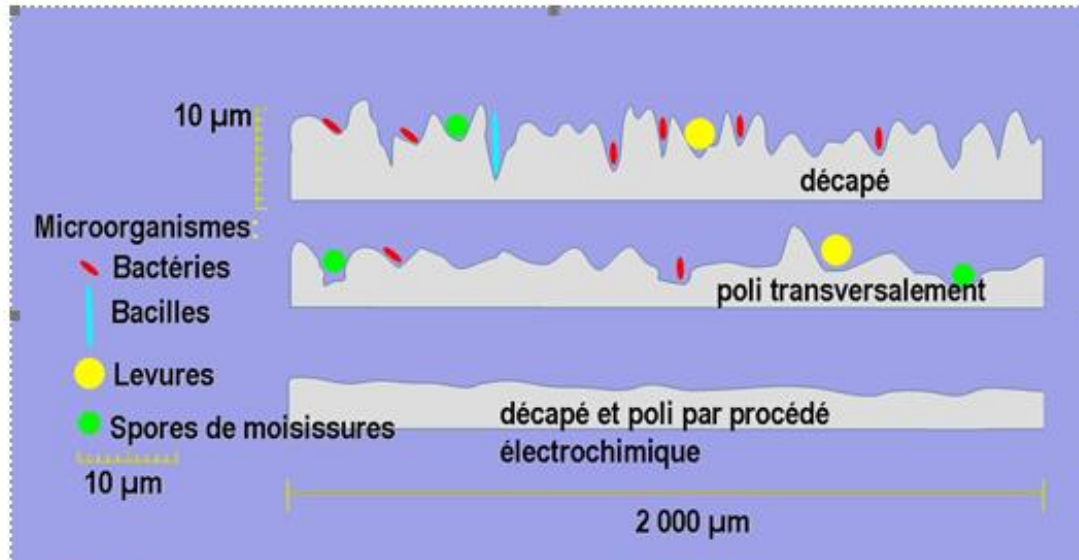 10 µm
décapé
Microorganismes :
Bactéries
Bacilles
poli transversalement
Levures
Spores de moisissures
décapé et poli par procédé
électrochimique
10 µm
2 000 µm